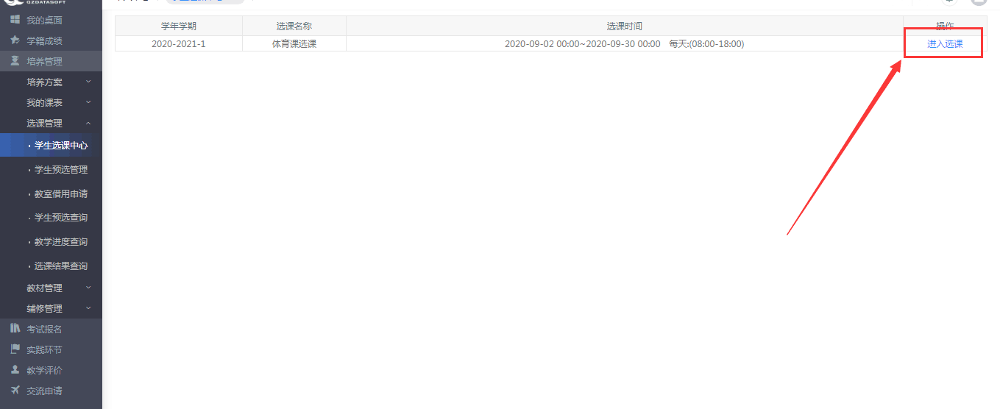 QZDATASOFT
我的桌面
学籍成绩
培养管理
培养方案
我的课表
选课管理
学生选课中心
学生预选管理
教室借用申请
学生预选查询
教学进度查询
选课结果查询
教材管理
辅修管理
考试报名
实践环节
教学评价
交流申请
学年学期 选课名称 选课时间 操作
2020-2021-1 体育课选课 2020-09-02 00:00~2020-09-30 00:00 每天:(08:00-18:00) 进入选课